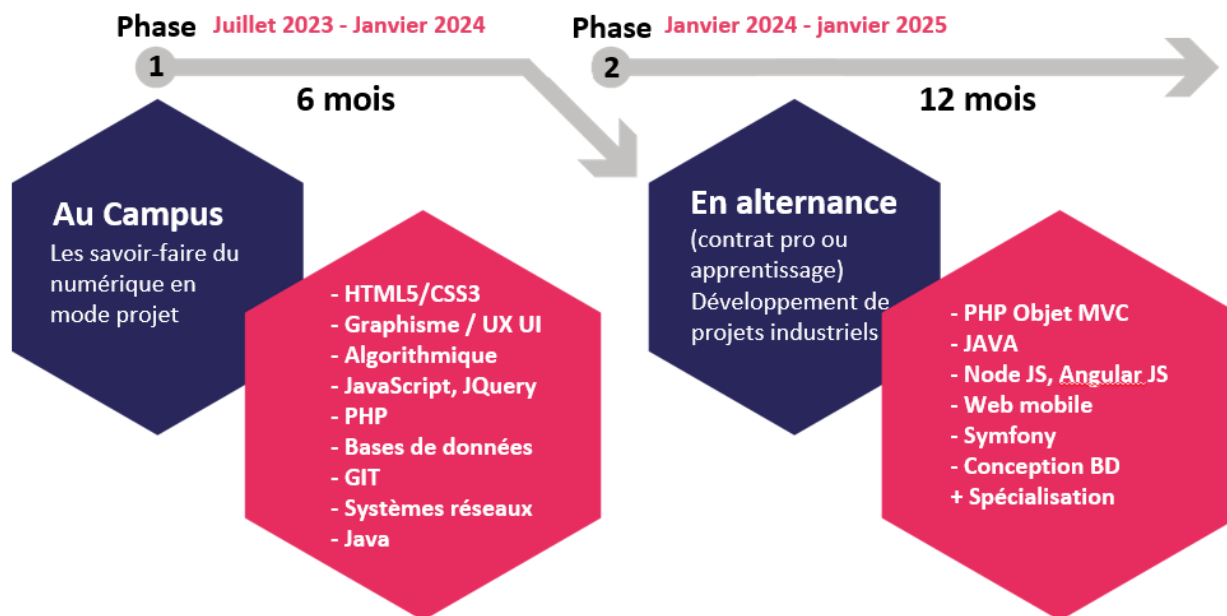 Phase Juillet 2023 - Janvier 2024
1
6 mois
Au Campus
Les savoir-faire du
numérique en
mode projet
- HTML5/CSS3
- Graphisme / UX UI
- Algorithmique
- JavaScript, JQuery
- PHP
- Bases de données
- GIT
- Systèmes réseaux
- Java
Phase Janvier 2024 - janvier 2025
2
12 mois
En alternance
(contrat pro ou
apprentissage)
Développement de
projets industriels
- PHP Objet MVC
- JAVA
- Node JS, Angular JS
- Web mobile
- Symfony
- Conception BD
+ Spécialisation